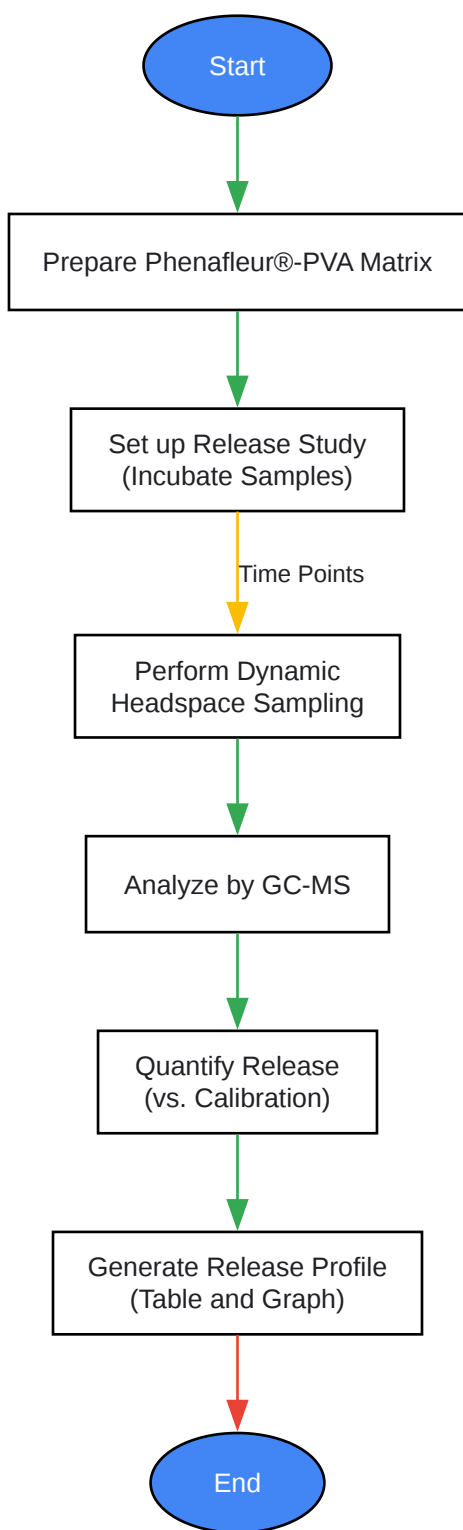 Start
Prepare Phenafleur®-PVA Matrix
Set up Release Study
(Incubate Samples)
Time Points
Perform Dynamic
Headspace Sampling
Analyze by GC-MS
Quantify Release
(vs. Calibration)
Generate Release Profile
(Table and Graph)
End